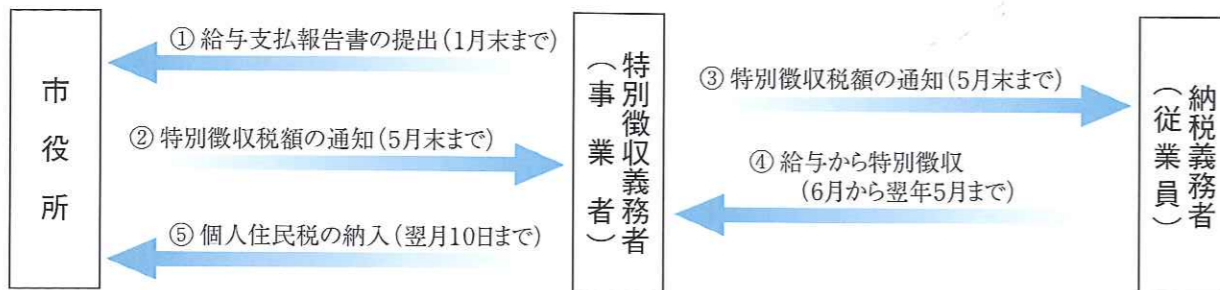 市役所
① 給与支払報告書の提出（1月末まで）
② 特別徴収税額の通知（5月末まで）
⑤ 個人住民税の納入（翌月10日まで）
特別徴収義務者
（事業者）
③ 特別徴収税額の通知（5月末まで）
④ 給与から特別徴収
（6月から翌年5月まで）
納税義務者
（従業員）